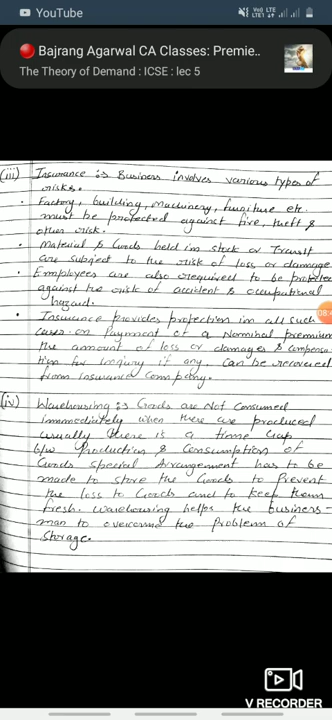 YouTube
Vo) LTE
LTE1
Bajrang Agarwal CA Classes: Premie..
The Theory of Demand : ICSE : lec 5
(iii) Insurance :: Business involves various types of
risks.
• Factory, building, machinery, furniture etc.
must be protected against fire, theft &
other risk.
• Material & Goods held in stock or Transit
are subject to the risk of loss or damage
• Employees are also required to be protected
against the risk of accident & occupational
hazard.
• Insurance provides protection in all such
cases on Payment of a Nominal premium
the amount of loss or damages & compensa-
tion for injury if any. Can be recovered
from insurance company.
(iv) Warehousing :: Goods are Not Consumed
immediately when there are produced
usually there is a time Gap
b/w Production & Consumption of
Goods special Arrangement has to be
made to store the Goods to Prevent
the loss to Goods and to keep them
fresh. warehousing helps the business-
man to overcome the Problem of
Storage.
V RECORDER